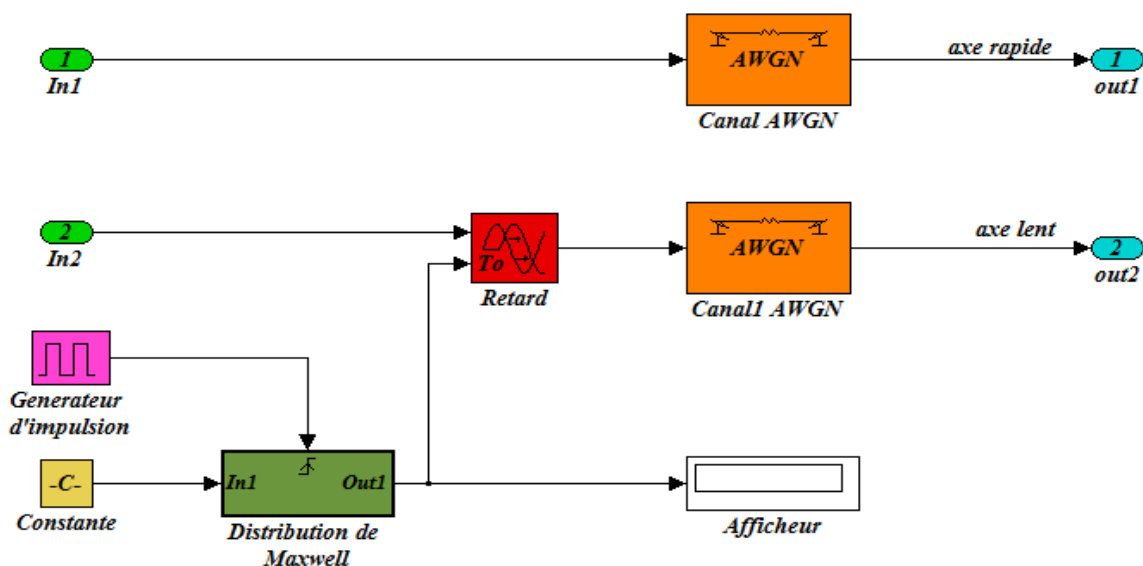 1
In1
AWGN
Canal AWGN
axe rapide
1
out1
2
In2
To
Retard
AWGN
Canal1 AWGN
axe lent
2
out2
Generateur
d'impulsion
-C-
Constante
In1
Out1
Distribution de
Maxwell
Afficheur